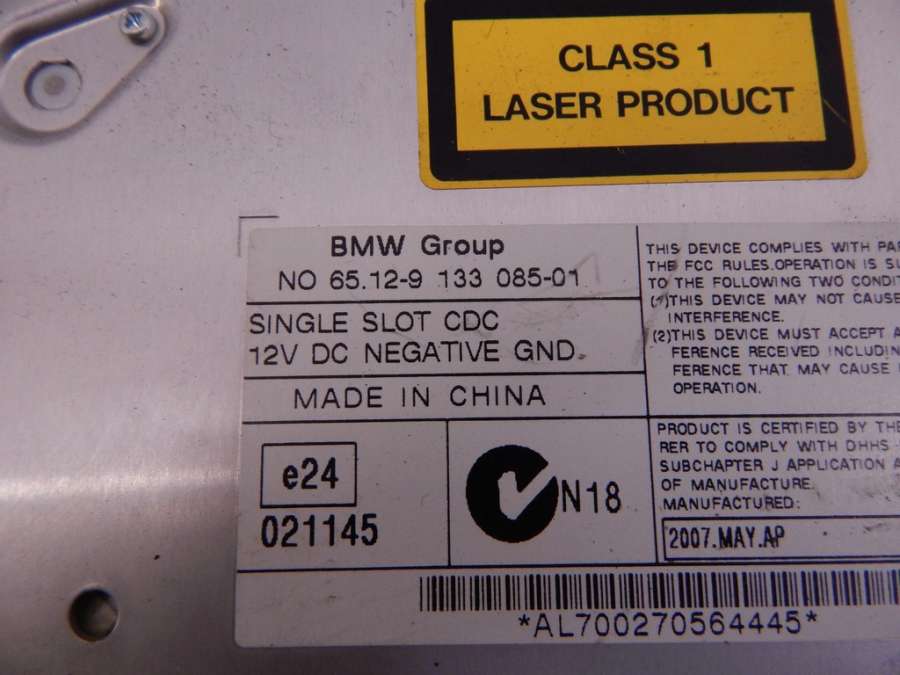 CLASS 1
LASER PRODUCT
BMW Group
NO 65.12-9 133 085-01
SINGLE SLOT CDC
12V DC NEGATIVE GND.
MADE IN CHINA
e24
021145
N18
THIS DEVICE COMPLIES WITH
THE FCC RULES.OPERATION IS
TO THE FOLLOWING TWO
(1)THIS DEVICE MAY NOT CAUSE
INTERFERENCE.
(2)THIS DEVICE MUST ACCEPT
FERENCE RECEIVED
FERENCE THAT MAY CAUSE
OPERATION.
PRODUCT IS CERTIFIED BY THE
RER TO COMPLY WITH DHHS
SUBCHAPTER J APPLICATION
OF MANUFACTURE.
MANUFACTURED:
2007.MAY.AP
*AL700270564445*